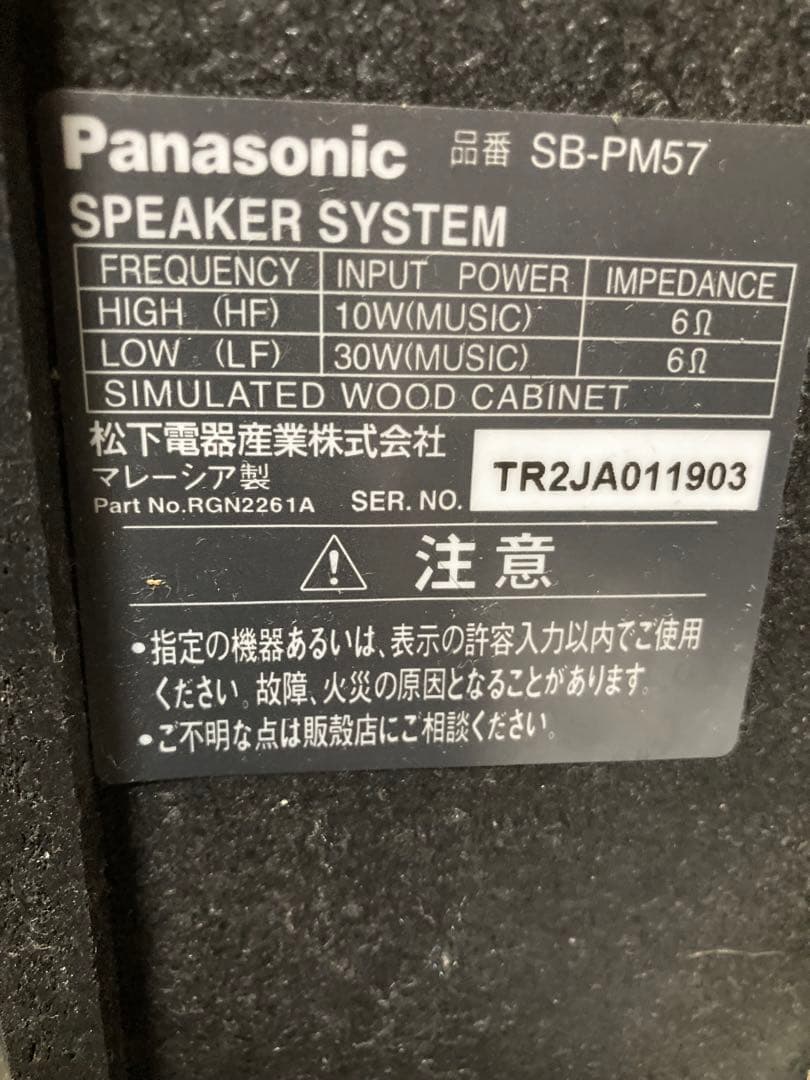 Panasonic 品番 SB-PM57
SPEAKER SYSTEM
FREQUENCY INPUT POWER IMPEDANCE
HIGH (HF) 10W(MUSIC) 6Ω
LOW (LF) 30W(MUSIC) 6Ω
SIMULATED WOOD CABINET
松下電器産業株式会社
マレーシア製
Part No.RGN2261A SER. NO. TR2JA011903
注意
•指定の機器あるいは、表示の許容入力以内でご使用
ください。故障、火災の原因となることがあります。
•ご不明な点は販売店にご相談ください。